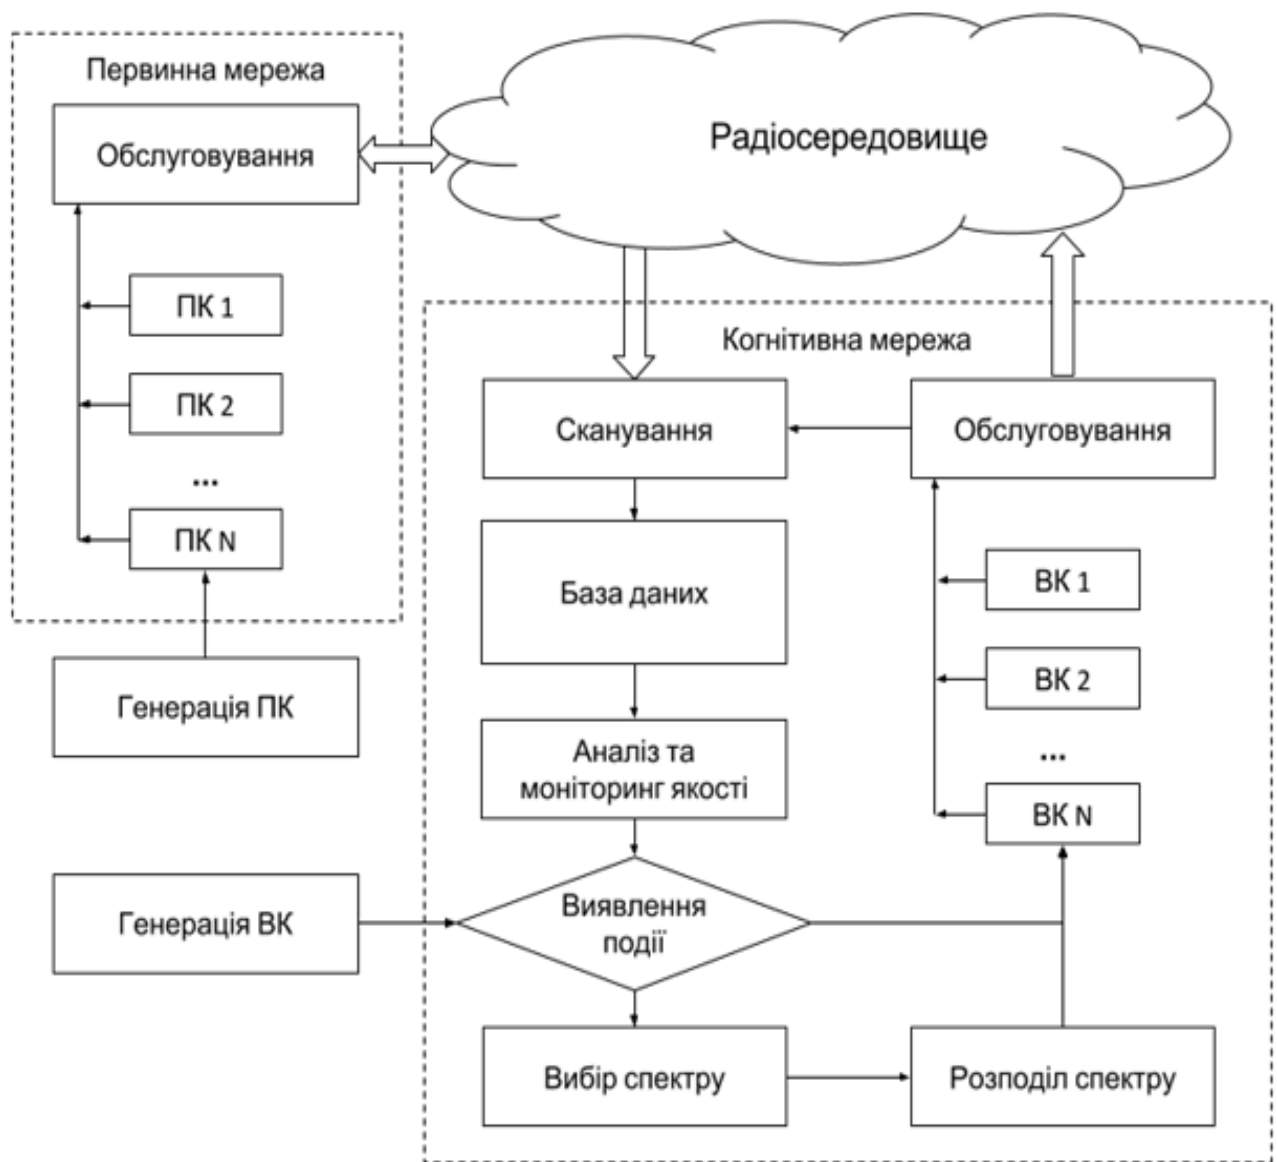 Первинна мережа
Обслуговування
ПК 1
ПК 2
...
ПК N
Генерація ПК
Генерація ВК
Радіосередовище
Когнітивна мережа
Сканування
База даних
Аналіз та
моніторинг якості
Виявлення
події
Вибір спектру
Обслуговування
ВК 1
ВК 2
...
ВК N
Розподіл спектру